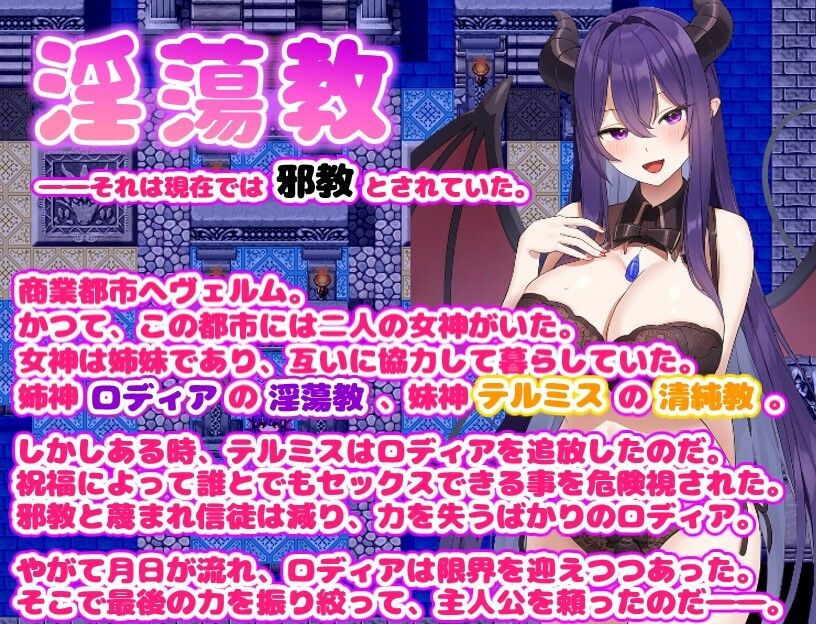 淫蕩教
――それは現在では 邪教 とされていた。
商業都市ヘヴェルム。
かつて、この都市には二人の女神がいた。
女神は姉妹であり、互いに協力して暮らしていた。
姉神 ロディア の 淫蕩教 、妹神 テルミス の 清純教 。
しかしある時、テルミスはロディアを追放したのだ。
祝福によって誰とでもセックスできる事を危険視された。
邪教と蔑まれ信徒は減り、力を失うばかりのロディア。
やがて月日が流れ、ロディアは限界を迎えつつあった。
そこで最後の力を振り絞って、主人公を頼ったのだ――。